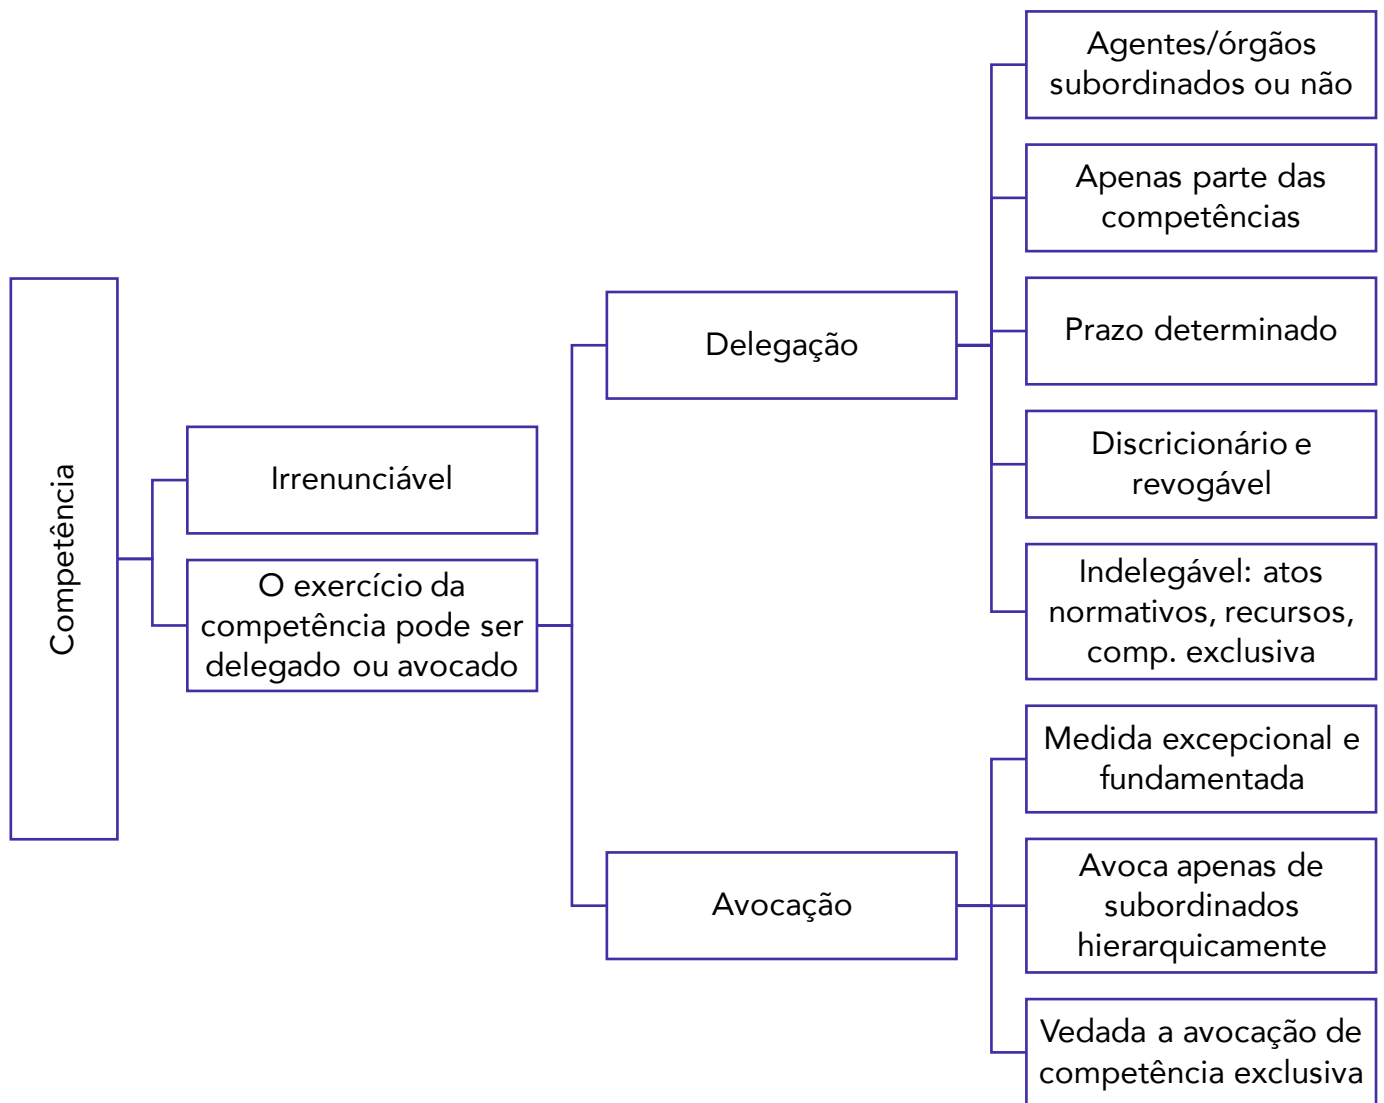 Competência
Irrenunciável
O exercício da
competência pode ser
delegado ou avocado
Delegação
Agentes/órgãos
subordinados ou não
Apenas parte das
competências
Prazo determinado
Discricionário e
revogável
Indelegável: atos
normativos, recursos,
comp. exclusiva
Avocação
Medida excepcional e
fundamentada
Avoca apenas de
subordinados
hierarquicamente
Vedada a avocação de
competência exclusiva